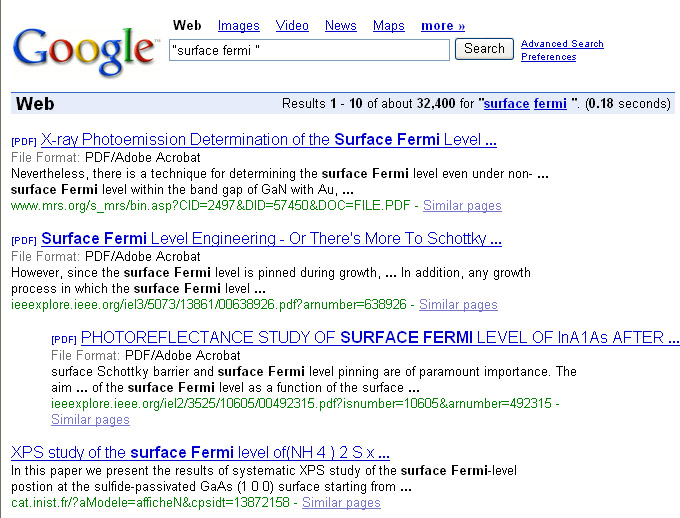 Web Images Video News Maps more »
Google™
"surface fermi " Search Advanced Search
Preferences
Web Results 1 - 10 of about 32,400 for "surface fermi ". (0.18 seconds)
[PDF] X-ray Photoemission Determination of the Surface Fermi Level ...
File Format: PDF/Adobe Acrobat
Nevertheless, there is a technique for determining the surface Fermi level even under non- ...
surface Fermi level within the band gap of GaN with Au, ...
www.mrs.org/s_mrs/bin.asp?CID=2497&DID=57450&DOC=FILE.PDF - Similar pages
[PDF] Surface Fermi Level Engineering - Or There's More To Schottky ...
File Format: PDF/Adobe Acrobat
However, since the surface Fermi level is pinned during growth, ... In addition, any growth
process in which the surface Fermi level ...
ieeexplore.ieee.org/iel3/5073/13861/00638926.pdf?arnumber=638926 - Similar pages
[PDF] PHOTOREFLECTANCE STUDY OF SURFACE FERMI LEVEL OF InA1As AFTER ...
File Format: PDF/Adobe Acrobat
surface Schottky barrier and surface Fermi level pinning are of paramount importance. The
aim ... of the surface Fermi level as a function of the surface ...
ieeexplore.ieee.org/iel2/3525/10605/00492315.pdf?isnumber=10605&arnumber=492315 -
Similar pages
XPS study of the surface Fermi level of(NH 4 ) 2 S x ...
In this paper we present the results of systematic XPS study of the surface Fermi-level
postion at the sulfide-passivated GaAs (1 0 0) surface starting from ...
cat.inist.fr/?aModele=afficheN&cpsidt=13872158 - Similar pages